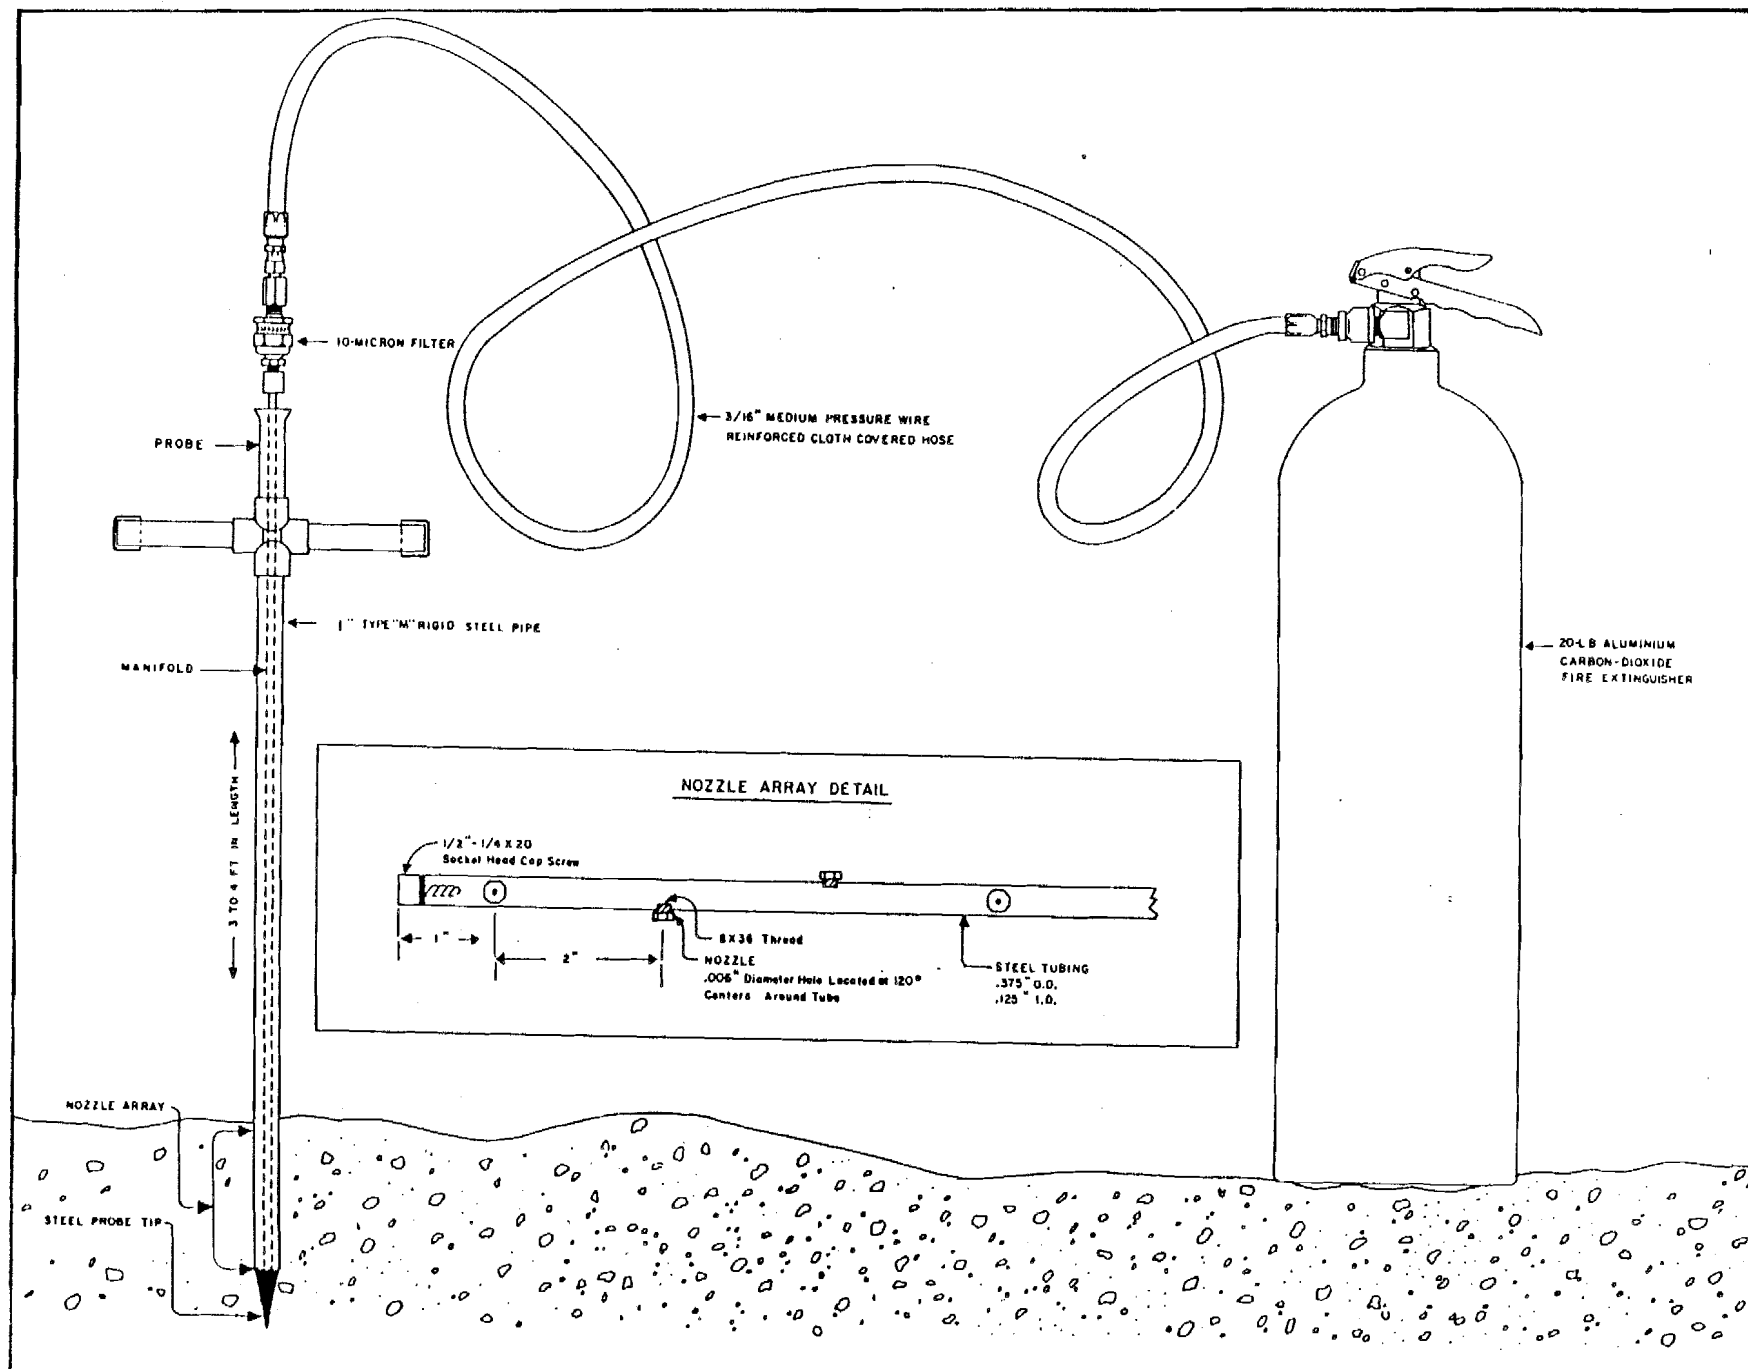 10-MICRON FILTER
3/16" MEDIUM PRESSURE WIRE
REINFORCED CLOTH COVERED HOSE
PROBE
1" TYPE "M" RIGID STEEL PIPE
MANIFOLD
20-LB ALUMINIUM
CARBON-DIOXIDE
FIRE EXTINGUISHER
3 TO 4 FT IN LENGTH
NOZZLE ARRAY DETAIL
1/2"-1/4 X 20
Socket Head Cap Screw
1"
2"
8X36 Thread
NOZZLE
.006" Diameter Hole Located at 120°
Centers Around Tube
STEEL TUBING
.375" O.D.
.125" I.D.
NOZZLE ARRAY
STEEL PROBE TIP